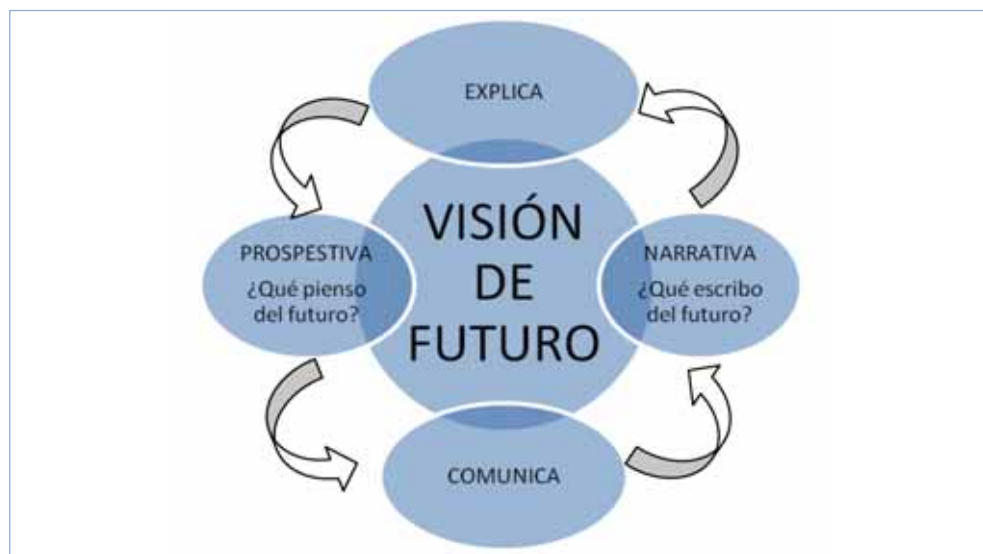 EXPLICA
PROSPESTIVA
¿Qué pienso
del futuro?
VISIÓN
DE
FUTURO
NARRATIVA
¿Qué escribo
del futuro?
COMUNICA